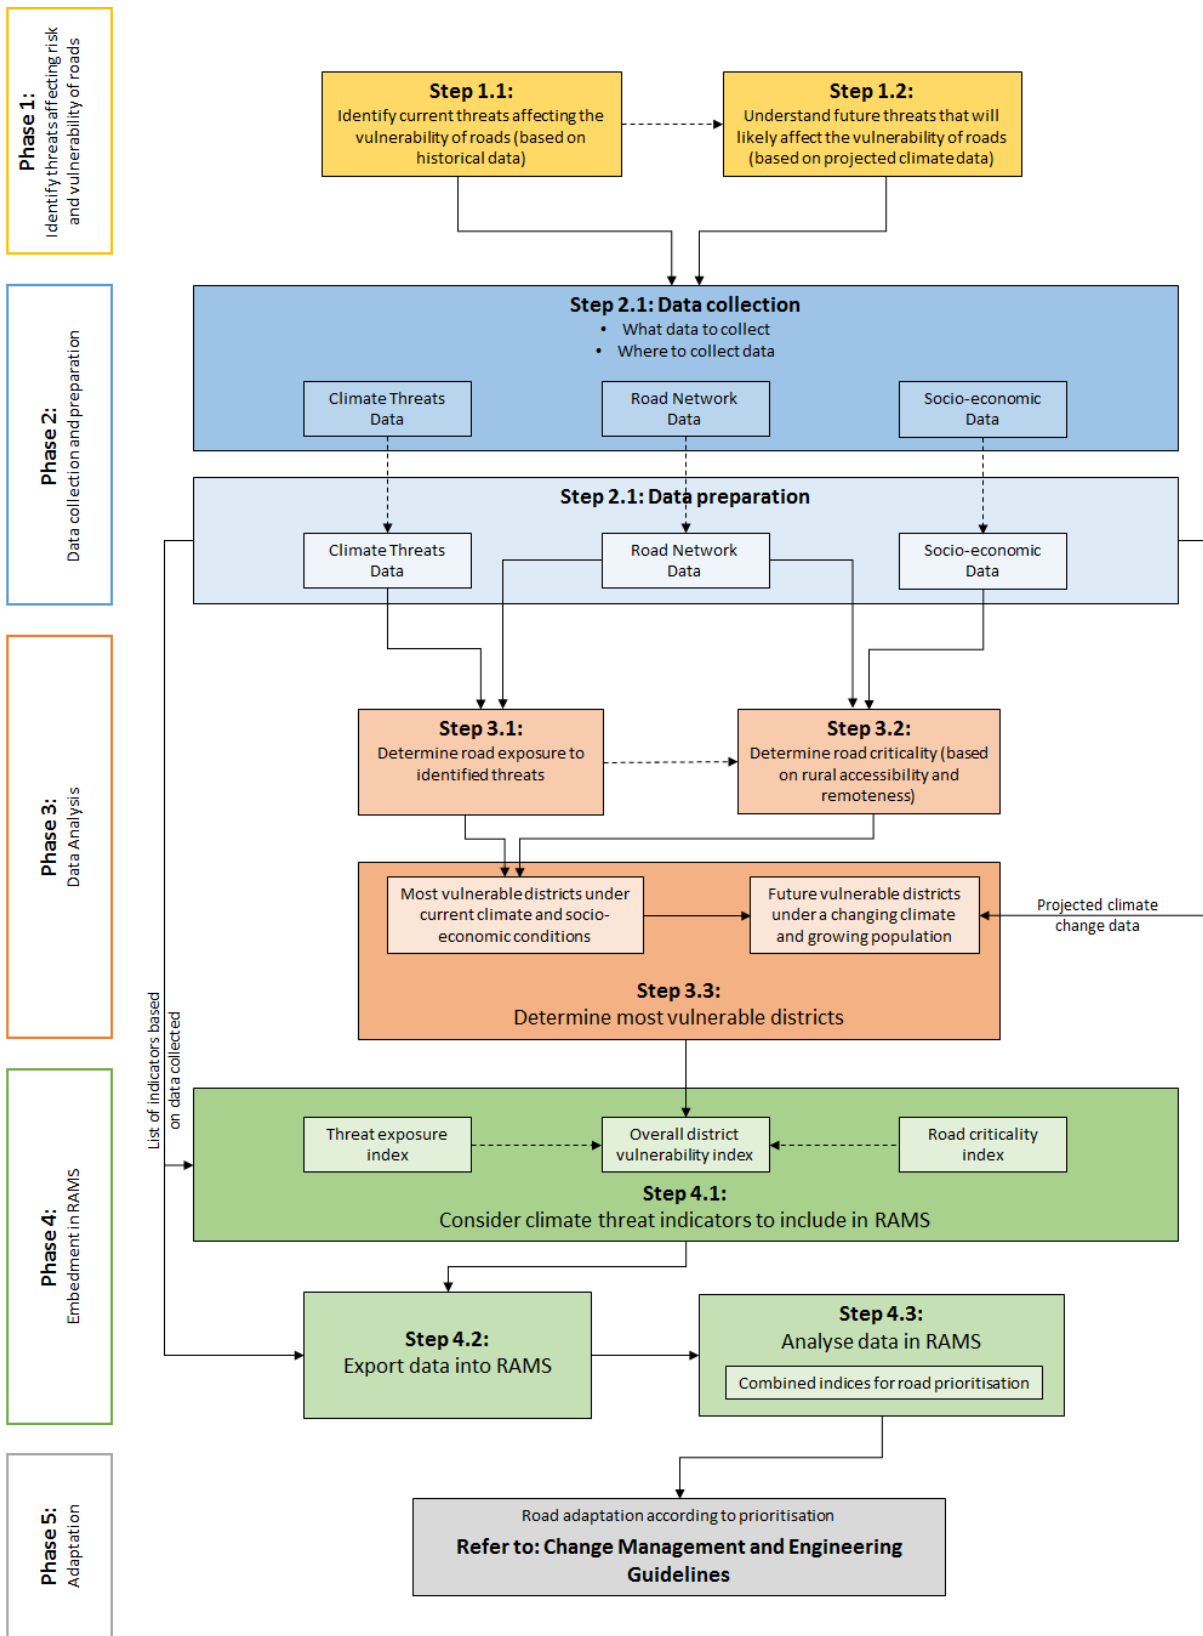 Phase 1:
Identify threats affecting risk
and vulnerability of roads
Step 1.1:
Identify current threats affecting the
vulnerability of roads (based on
historical data)
Step 1.2:
Understand future threats that will
likely affect the vulnerability of roads
(based on projected climate data)
Phase 2:
Data collection and preparation
Step 2.1: Data collection
• What data to collect
• Where to collect data
Climate Threats
Data
Road Network
Data
Socio-economic
Data
Step 2.1: Data preparation
Climate Threats
Data
Road Network
Data
Socio-economic
Data
Phase 3:
Data Analysis
Step 3.1:
Determine road exposure to
identified threats
Step 3.2:
Determine road criticality (based
on rural accessibility and
remoteness)
Most vulnerable districts under
current climate and socio-
economic conditions
Future vulnerable districts
under a changing climate
and growing population
Projected climate
change data
Step 3.3:
Determine most vulnerable districts
List of indicators based
on data collected
Phase 4:
Embedment in RAMS
Threat exposure
index
Overall district
vulnerability index
Road criticality
index
Step 4.1:
Consider climate threat indicators to include in RAMS
Step 4.2:
Export data into RAMS
Step 4.3:
Analyse data in RAMS
Combined indices for road prioritisation
Phase 5:
Adaptation
Road adaptation according to prioritisation
Refer to: Change Management and Engineering
Guidelines